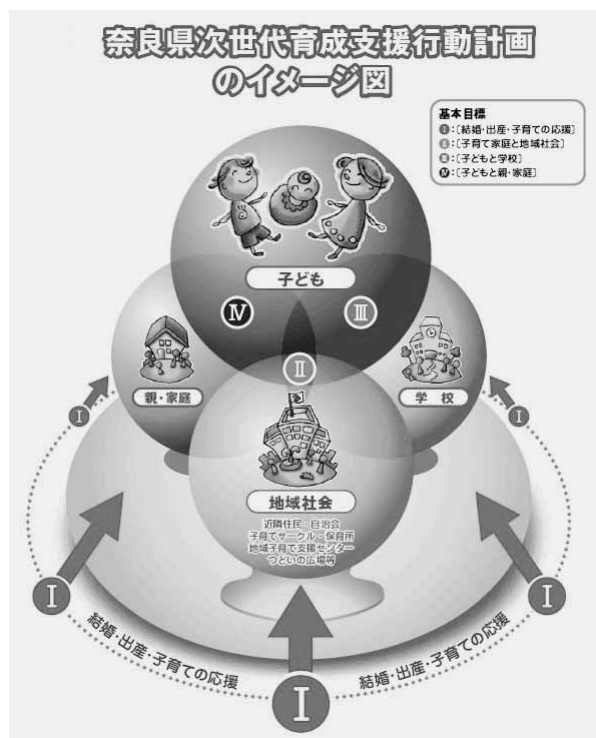 奈良県次世代育成支援行動計画
のイメージ図
基本目標
Ⅰ:〔結婚・出産・子育ての応援〕
Ⅱ:〔子育て家庭と地域社会〕
Ⅲ:〔子どもと学校〕
Ⅳ:〔子どもと親・家庭〕
子ども
Ⅳ
Ⅲ
Ⅱ
親・家庭
学 校
Ⅰ
Ⅰ
地域社会
近隣住民・自治会
子育てサークル・保育所
地域子育て支援センター
つどいの広場等
Ⅰ
Ⅰ
結婚・出産・子育ての応援
結婚・出産・子育ての応援
Ⅰ